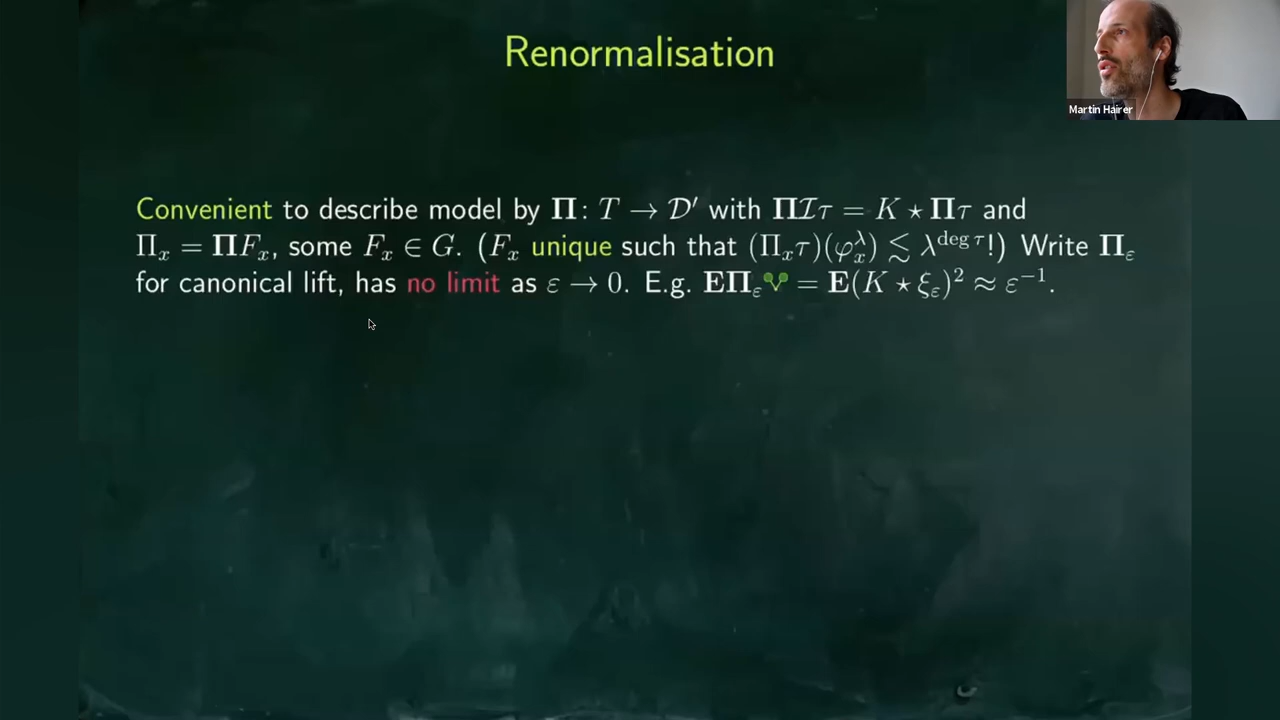 Renormalisation
Martin Hairer
Convenient to describe model by 𝚷: T → 𝒟′ with 𝚷ℐτ = K ⋆ 𝚷τ and
Π_x = 𝚷F_x, some F_x ∈ G. (F_x unique such that (Π_xτ)(φ_x^λ) ≲ λ^{deg τ}!) Write 𝚷_ε
for canonical lift, has no limit as ε → 0. E.g. 𝐄𝚷_ε = 𝐄(K ⋆ ξ_ε)² ≈ ε⁻¹.